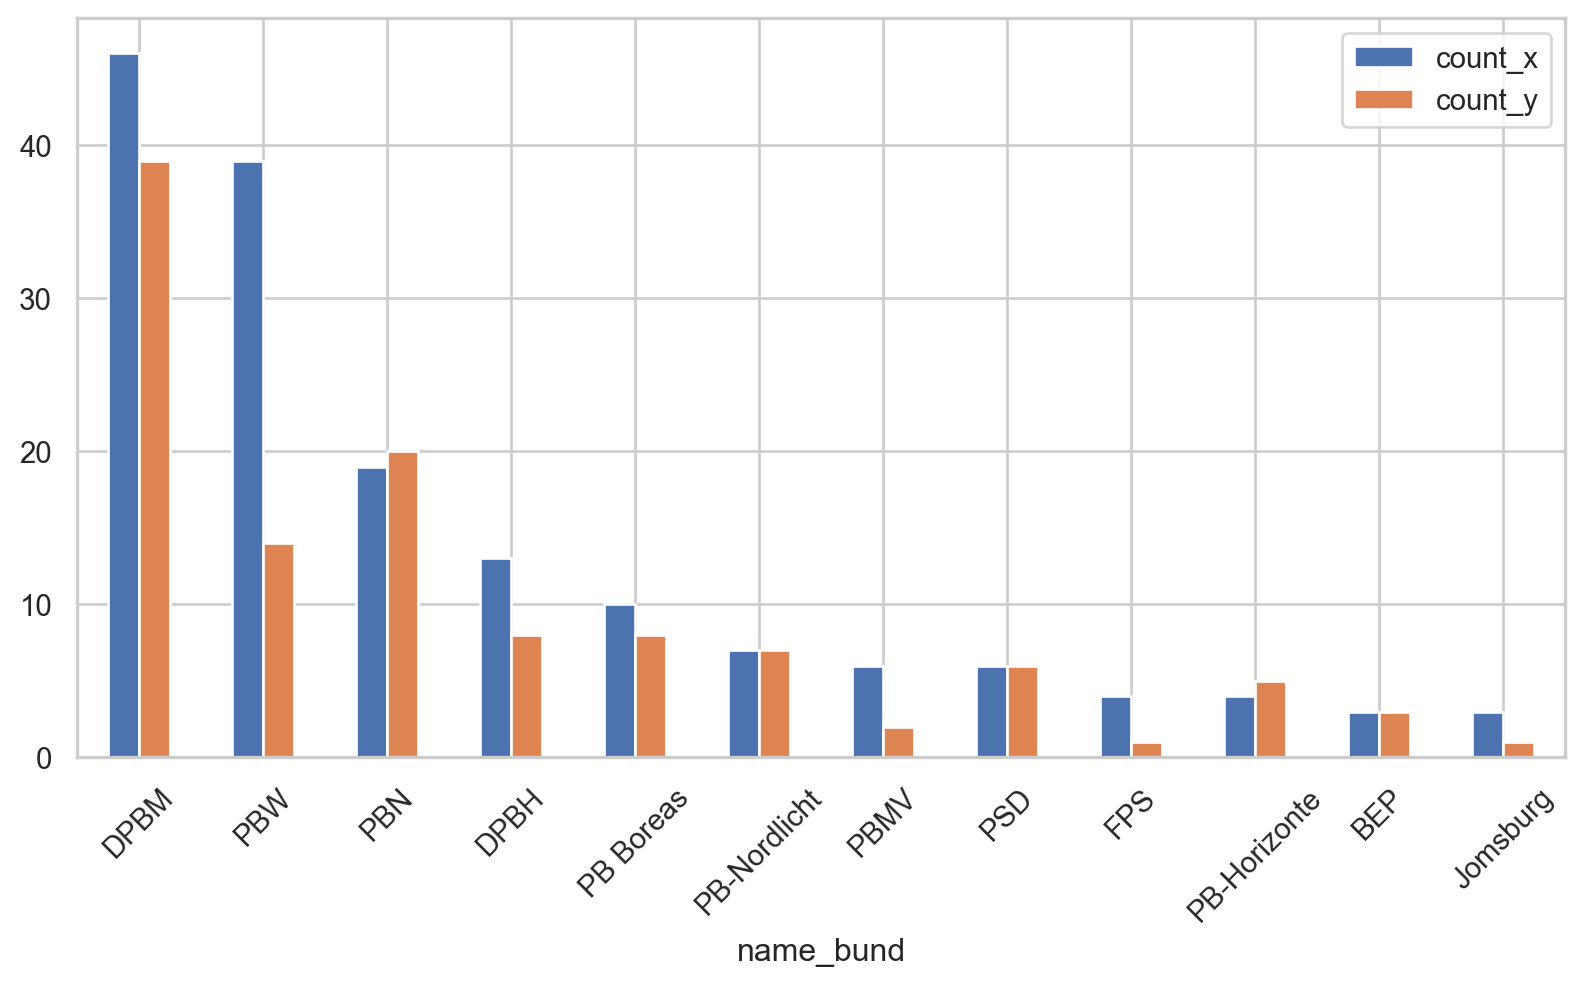 count_x
count_y
40
30
20
10
0
DPBM
PBW
PBN
DPBH
PB Boreas
PB-Nordlicht
PBMV
PSD
FPS
PB-Horizonte
BEP
Jomsburg
name_bund